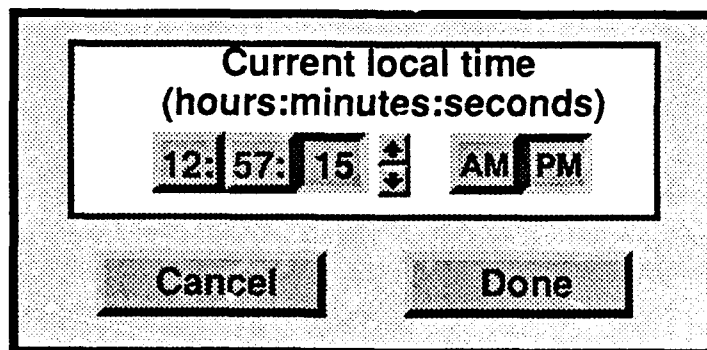 Current local time
(hours:minutes:seconds)
12: 57: 15 AM PM
Cancel Done